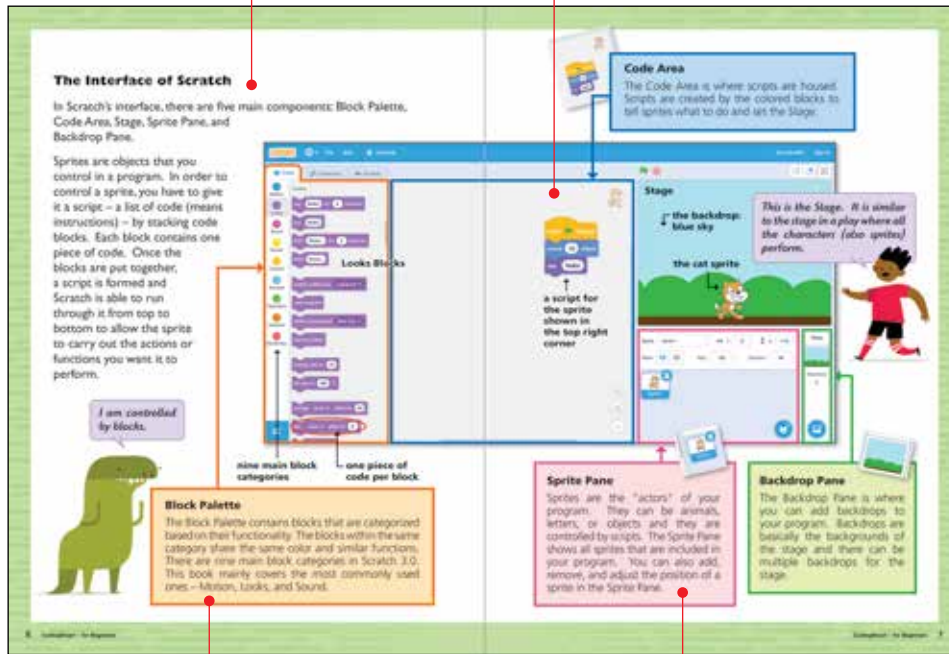 The Interface of Scratch
In Scratch's interface, there are five main components: Block Palette,
Code Area, Stage, Sprite Pane, and
Backdrop Pane.
Sprites are objects that you
control in a program. In order to
control a sprite, you have to give
it a script – a list of code (means
instructions) – by stacking code
blocks. Each block contains one
piece of code. Once the
blocks are put together,
a script is formed and
Scratch is able to run
through it from top to
bottom to allow the sprite
to carry out the actions or
functions you want it to
perform.
I am controlled
by blocks.
Looks Blocks
nine main block
categories
one piece of
code per block
Block Palette
The Block Palette contains blocks that are categorized
based on their functionality. The blocks within the same
category share the same color and similar functions.
There are nine main block categories in Scratch 3.0.
This book mainly covers the most commonly used
ones – Motion, Looks, and Sound.
Code Area
The Code Area is where scripts are housed.
Scripts are created by the colored blocks to
tell sprites what to do and set the Stage.
a script for
the sprite
shown in
the top right
corner
Stage
the backdrop:
blue sky
the cat sprite
This is the Stage. It is similar
to the stage in a play where all
the characters (also sprites)
perform.
Sprite Pane
Sprites are the "actors" of your
program. They can be animals,
letters, or objects and they are
controlled by scripts. The Sprite Pane
shows all sprites that are included in
your program. You can also add,
remove, and adjust the position of a
sprite in the Sprite Pane.
Backdrop Pane
The Backdrop Pane is where
you can add backdrops to
your program. Backdrops are
basically the backgrounds of
the stage and there can be
multiple backdrops for the
stage.